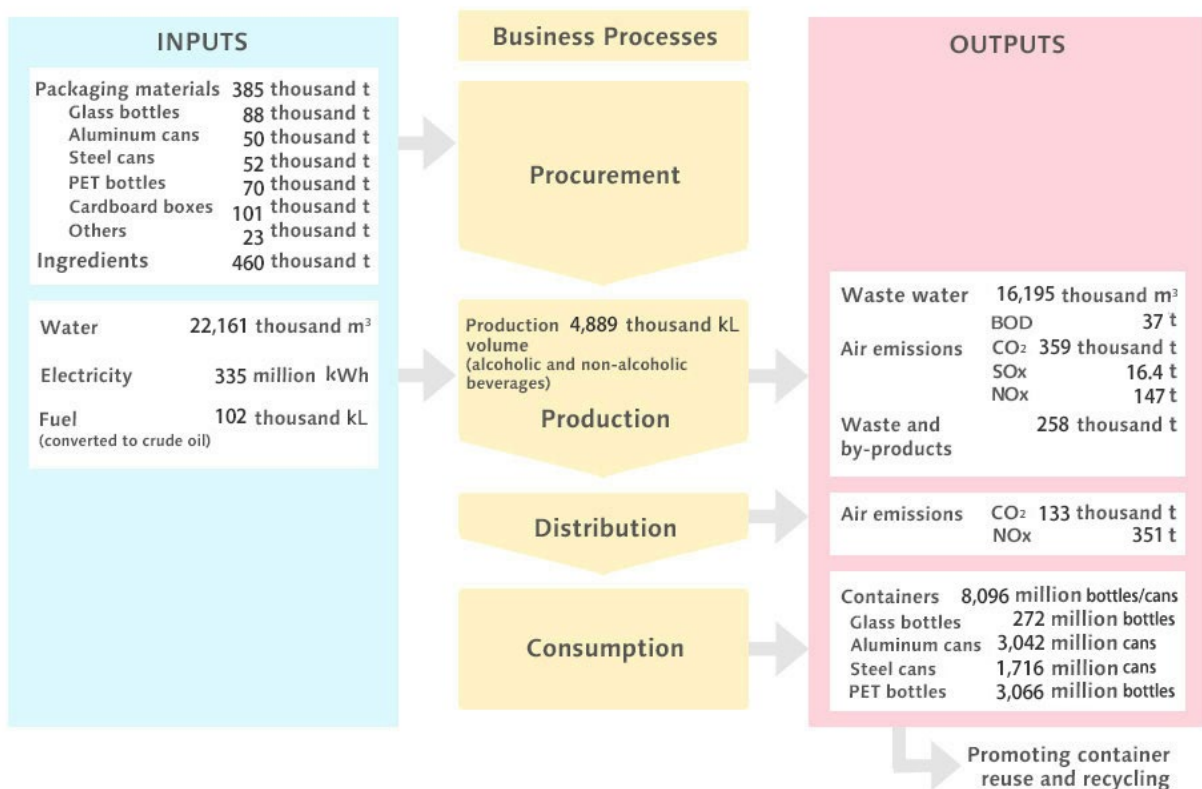 INPUTS
Packaging materials 385 thousand t
Glass bottles 88 thousand t
Aluminum cans 50 thousand t
Steel cans 52 thousand t
PET bottles 70 thousand t
Cardboard boxes 101 thousand t
Others 23 thousand t
Ingredients 460 thousand t
Water 22,161 thousand m³
Electricity 335 million kWh
Fuel 102 thousand kL
(converted to crude oil)
Business Processes
Procurement
Production 4,889 thousand kL
volume
(alcoholic and non-alcoholic
beverages)
Production
Distribution
Consumption
OUTPUTS
Waste water 16,195 thousand m³
BOD 37 t
Air emissions CO₂ 359 thousand t
SOx 16.4 t
NOx 147 t
Waste and 258 thousand t
by-products
Air emissions CO₂ 133 thousand t
NOx 351 t
Containers 8,096 million bottles/cans
Glass bottles 272 million bottles
Aluminum cans 3,042 million cans
Steel cans 1,716 million cans
PET bottles 3,066 million bottles
Promoting container
reuse and recycling